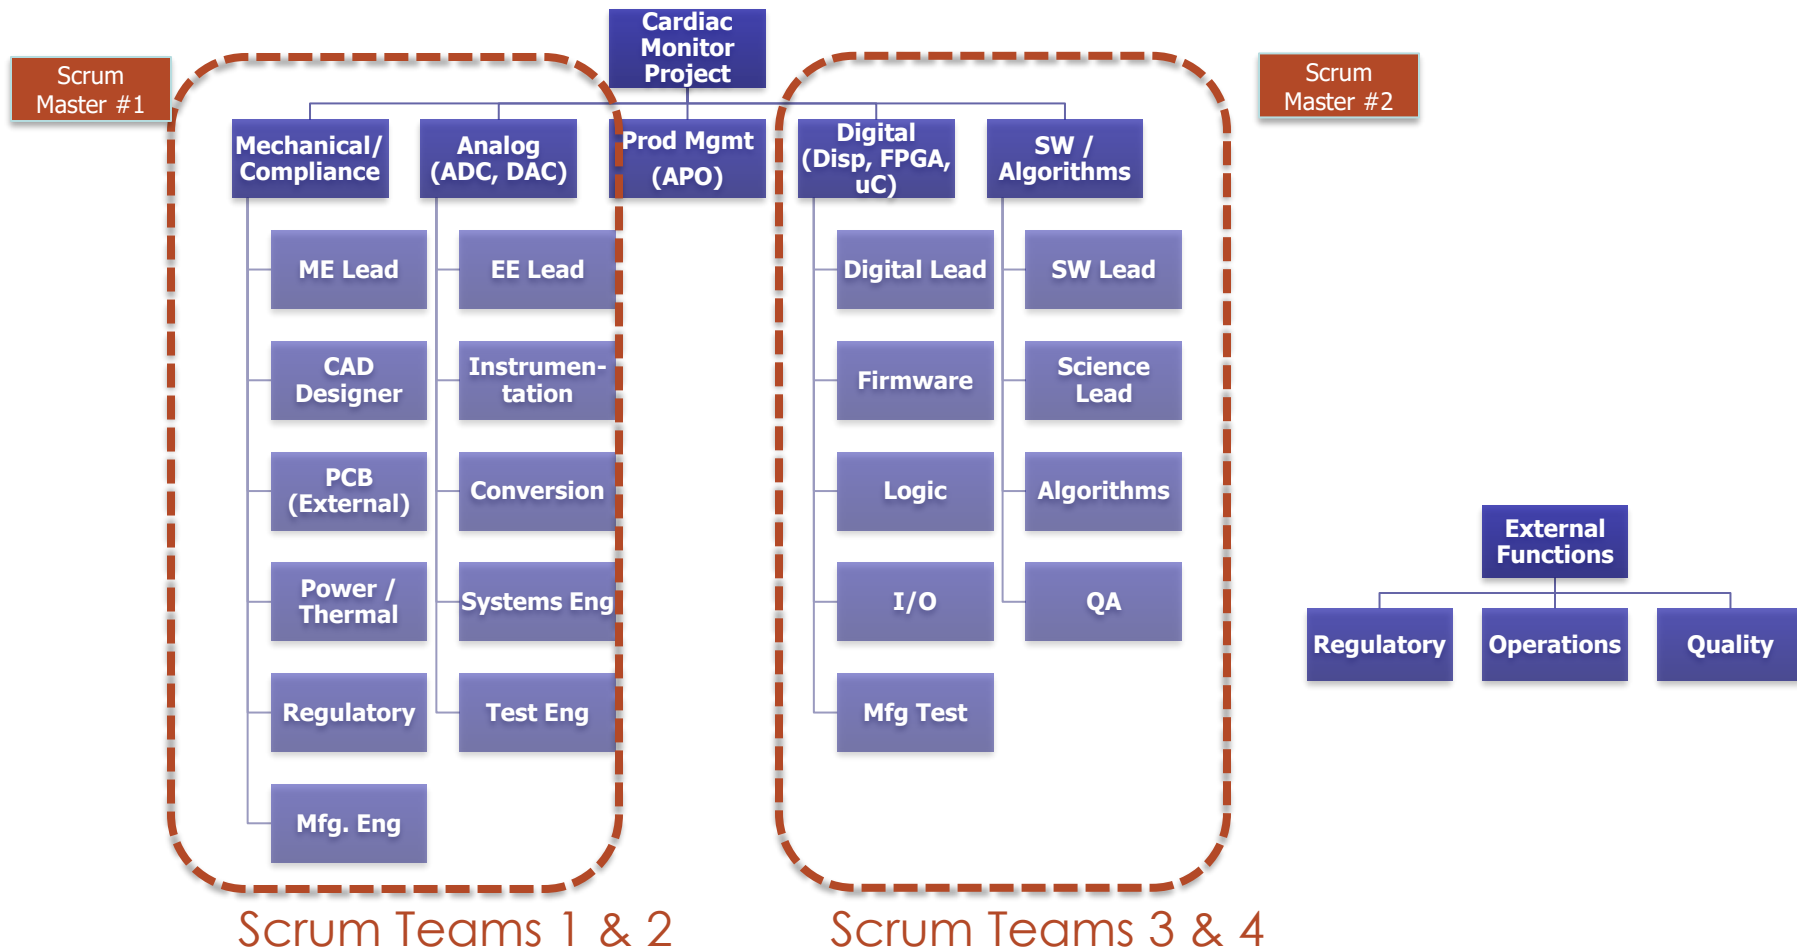 Cardiac
Monitor
Project
Scrum
Master #1
Scrum
Master #2
Mechanical/
Compliance
Analog
(ADC, DAC)
Prod Mgmt
(APO)
Digital
(Disp, FPGA,
uC)
SW /
Algorithms
ME Lead
CAD
Designer
PCB
(External)
Power /
Thermal
Regulatory
Mfg. Eng
EE Lead
Instrumen-
tation
Conversion
Systems Eng
Test Eng
Digital Lead
Firmware
Logic
I/O
Mfg Test
SW Lead
Science
Lead
Algorithms
QA
External
Functions
Regulatory
Operations
Quality
Scrum Teams 1 & 2
Scrum Teams 3 & 4